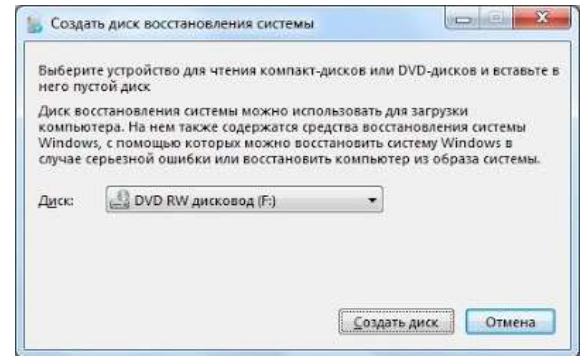 Создать диск восстановления системы
Выберите устройство для чтения компакт-дисков или DVD-дисков и вставьте в
него пустой диск
Диск восстановления системы можно использовать для загрузки
компьютера. На нем также содержатся средства восстановления системы
Windows, с помощью которых можно восстановить систему Windows в
случае серьезной ошибки или восстановить компьютер из образа системы.
Диск: DVD RW дисковод (F:)
Создать диск Отмена